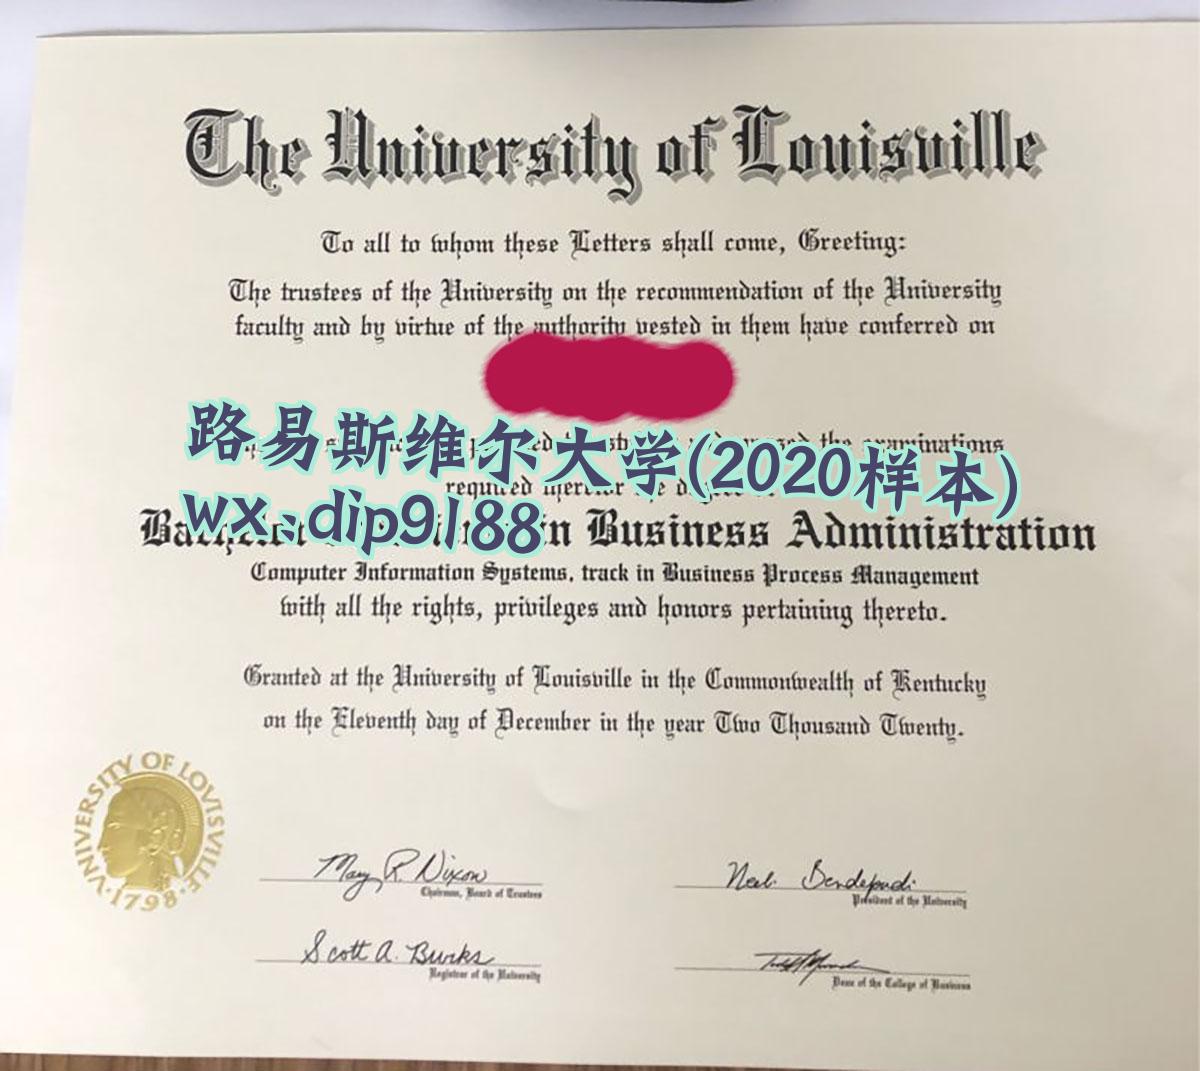 The University of Louisville
To all to whom these Letters shall come, Greeting:
The trustees of the University on the recommendation of the University
faculty and by virtue of the authority vested in them have conferred on
路易斯维尔大学(2020样本)
the examinations
required
wx:dip9188
in Business Administration
Computer Information Systems, track in Business Process Management
with all the rights, privileges and honors pertaining thereto.
Granted at the University of Louisville in the Commonwealth of Kentucky
on the Eleventh day of December in the year Two Thousand Twenty.
UNIVERSITY OF LOUISVILLE
·1798·
Mary R. Nixon
Chairman, Board of Trustees
Neeli Bendapudi
President of the University
Scott A. Burks
Registrar of the University
Dean of the College of Business